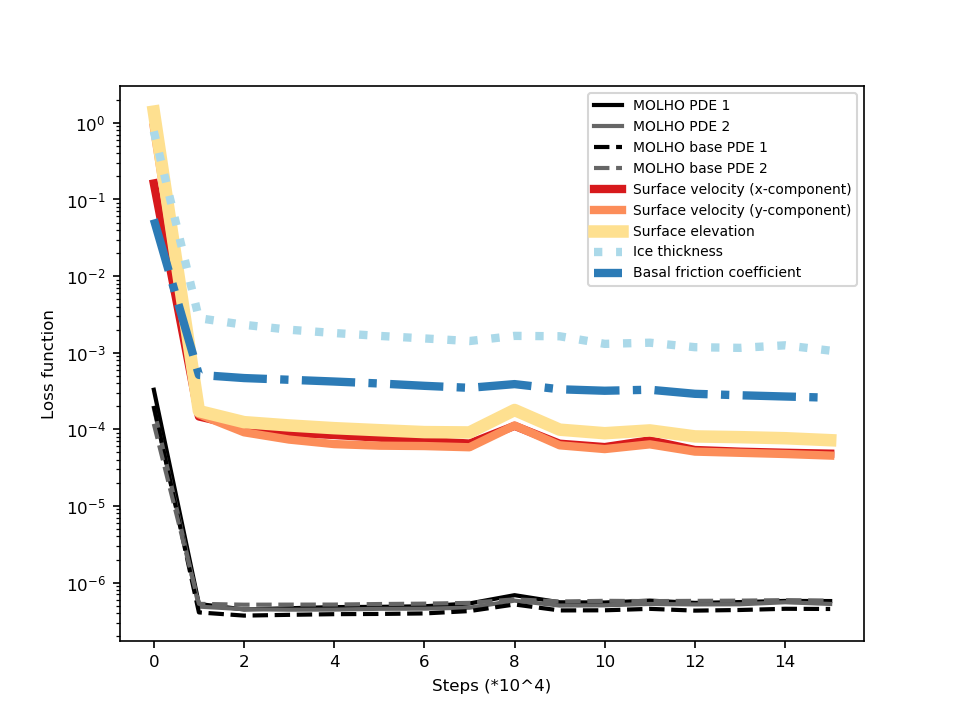 MOLHO PDE 1
MOLHO PDE 2
MOLHO base PDE 1
MOLHO base PDE 2
Surface velocity (x-component)
Surface velocity (y-component)
Surface elevation
Ice thickness
Basal friction coefficient
Loss function
10⁰
10⁻¹
10⁻²
10⁻³
10⁻⁴
10⁻⁵
10⁻⁶
0 2 4 6 8 10 12 14
Steps (*10^4)